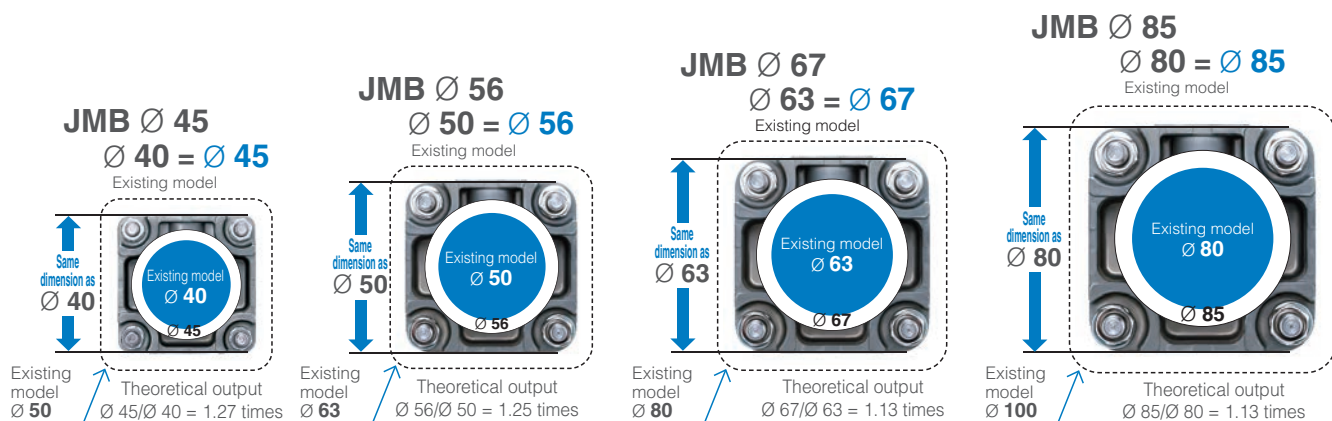 JMB Ø 45
Ø 40 = Ø 45
Existing model
Same
dimension as
Ø 40
Existing model
Ø 40
Ø 45
Existing
model
Ø 50
Theoretical output
Ø 45/Ø 40 = 1.27 times
JMB Ø 56
Ø 50 = Ø 56
Existing model
Same
dimension as
Ø 50
Existing model
Ø 50
Ø 56
Existing
model
Ø 63
Theoretical output
Ø 56/Ø 50 = 1.25 times
JMB Ø 67
Ø 63 = Ø 67
Existing model
Same
dimension as
Ø 63
Existing model
Ø 63
Ø 67
Existing
model
Ø 80
Theoretical output
Ø 67/Ø 63 = 1.13 times
JMB Ø 85
Ø 80 = Ø 85
Existing model
Same
dimension as
Ø 80
Existing model
Ø 80
Ø 85
Existing
model
Ø 100
Theoretical output
Ø 85/Ø 80 = 1.13 times